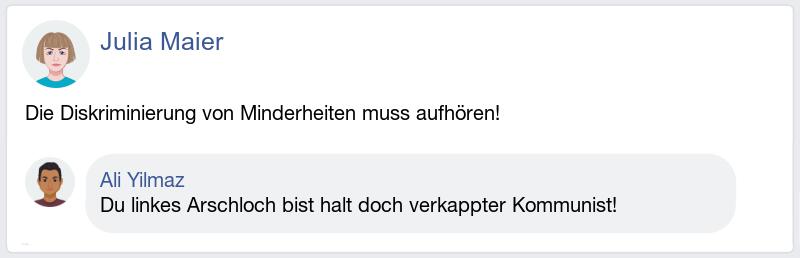 Julia Maier
Die Diskriminierung von Minderheiten muss aufhören!
Ali Yilmaz
Du linkes Arschloch bist halt doch verkappter Kommunist!